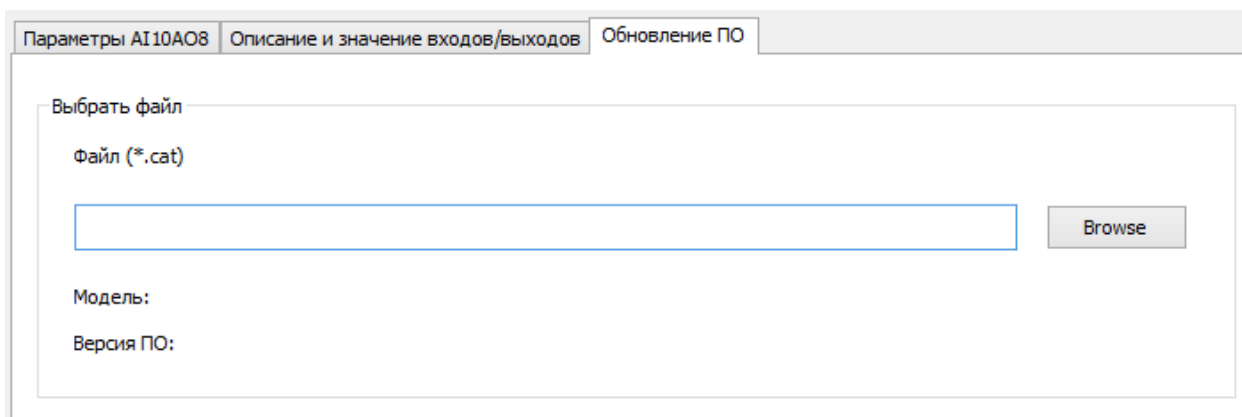 Параметры AI10AO8 Описание и значение входов/выходов Обновление ПО
Выбрать файл
Файл (*.cat)
Browse
Модель:
Версия ПО: